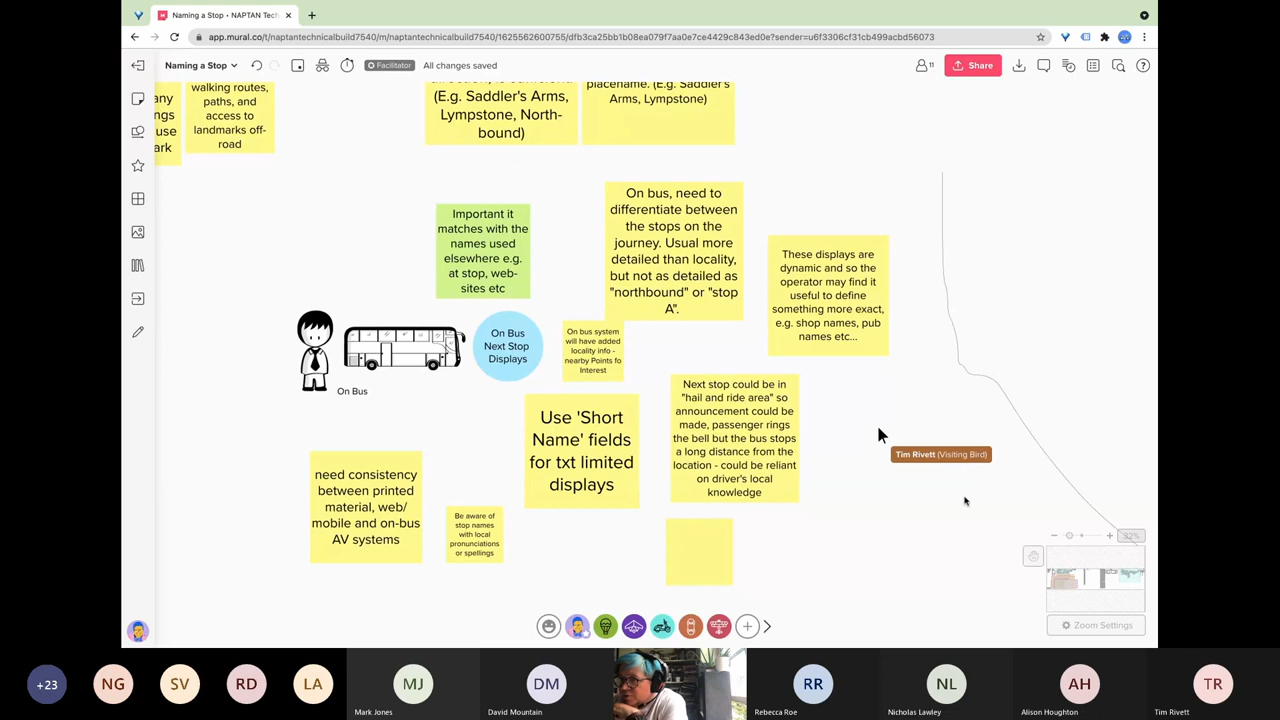 Naming a Stop • NAPTAN Tech
app.mural.co/t/naptantechnicalbuild7540/m/naptantechnicalbuild7540/1625562600755/dfb3ca25bb1b08ea079f7aa0e7ce4429c843ed0e?sender=u6f3306cf31cb499acbd56073
Naming a Stop
Facilitator
All changes saved
11
Share
any
ngs
use
ark
walking routes,
paths, and
access to
landmarks off-
road
(E.g. Saddler's Arms,
Lympstone, North-
bound)
placename. (E.g. Saddler's
Arms, Lympstone)
Important it
matches with the
names used
elsewhere e.g.
at stop, web-
sites etc
On bus, need to
differentiate between
the stops on the
journey. Usual more
detailed than locality,
but not as detailed as
"northbound" or "stop
A".
These displays are
dynamic and so the
operator may find it
useful to define
something more exact,
e.g. shop names, pub
names etc...
On Bus
On Bus
Next Stop
Displays
On bus system
will have added
locality info -
nearby Points fo
Interest
Use 'Short
Name' fields
for txt limited
displays
Next stop could be in
"hail and ride area" so
announcement could be
made, passenger rings
the bell but the bus stops
a long distance from the
location - could be reliant
on driver's local
knowledge
Tim Rivett (Visiting Bird)
need consistency
between printed
material, web/
mobile and on-bus
AV systems
Be aware of
stop names
with local
pronunciations
or spellings
32%
Zoom Settings
+23
NG
SV
RD
LA
MJ
Mark Jones
DM
David Mountain
RR
Rebecca Roe
NL
Nicholas Lawley
AH
Alison Houghton
TR
Tim Rivett